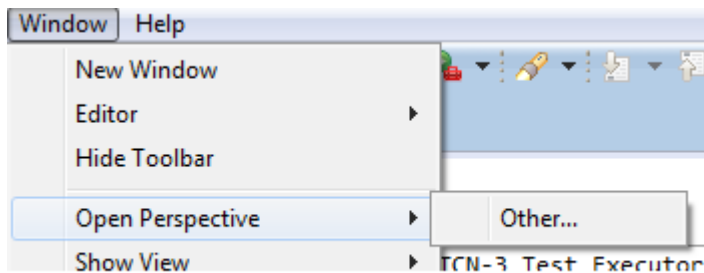 Window Help
New Window
Editor
Hide Toolbar
Open Perspective Other...
Show View TCN-3 Test Executor